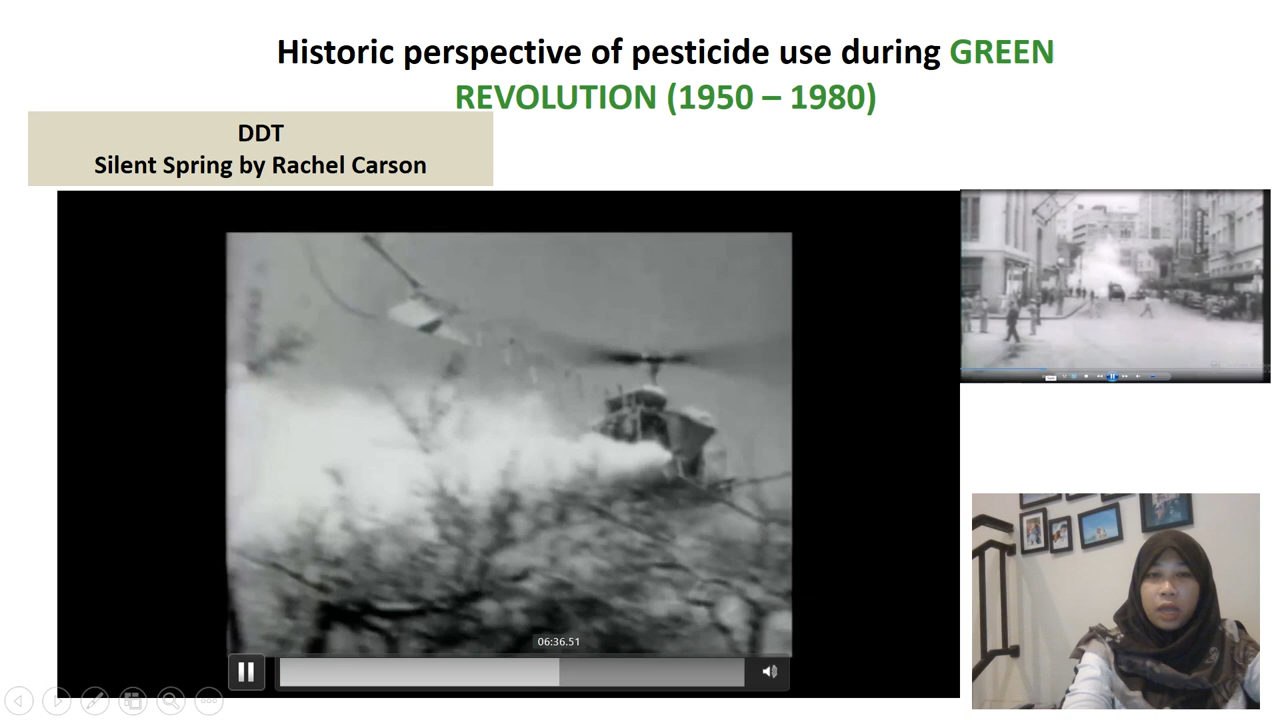 Historic perspective of pesticide use during GREEN
REVOLUTION (1950 – 1980)
DDT
Silent Spring by Rachel Carson
06:36.51